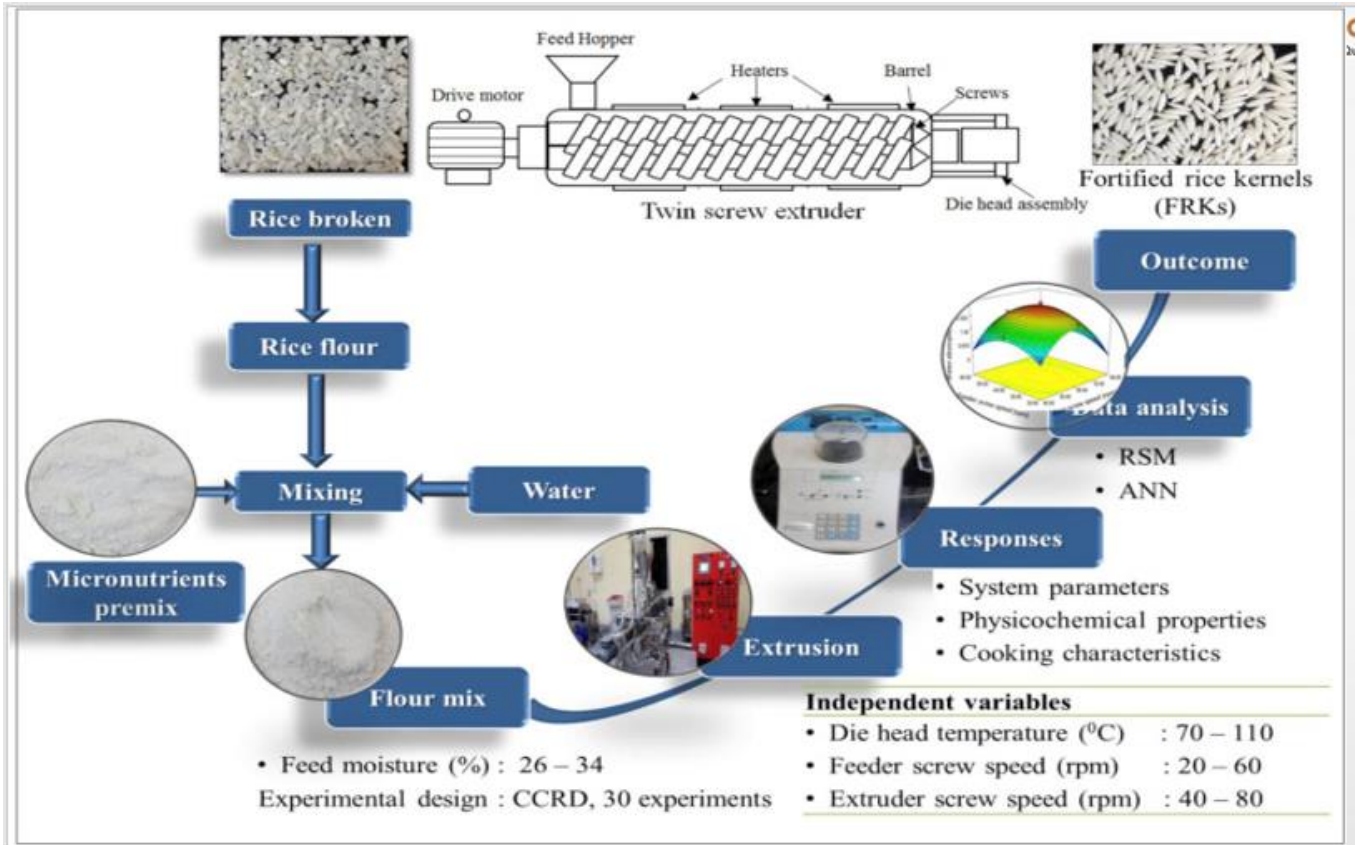 Feed Hopper
Heaters
Barrel
Screws
Drive motor
Die head assembly
Twin screw extruder
Fortified rice kernels
(FRKs)
Rice broken
Outcome
Rice flour
Data analysis
• RSM
• ANN
Mixing
Water
Micronutrients
premix
Responses
• System parameters
• Physicochemical properties
• Cooking characteristics
Extrusion
Flour mix
• Feed moisture (%) : 26 – 34
Experimental design : CCRD, 30 experiments
Independent variables
• Die head temperature (⁰C) : 70 – 110
• Feeder screw speed (rpm) : 20 – 60
• Extruder screw speed (rpm) : 40 – 80